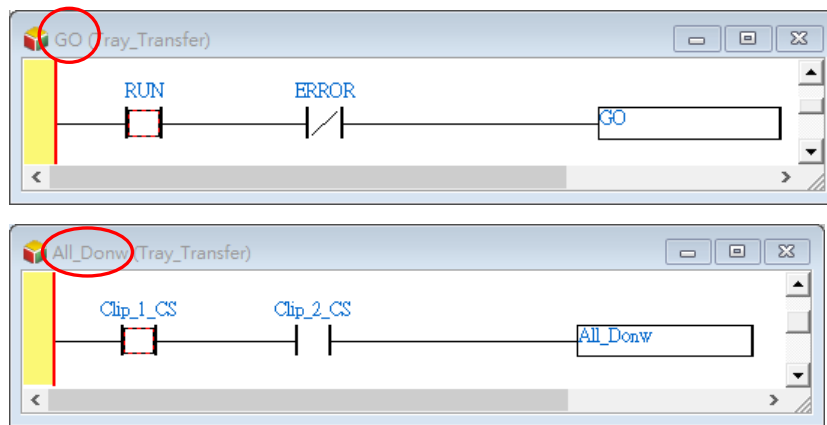 GO (Tray_Transfer)
RUN ERROR
GO
All_Donw (Tray_Transfer)
Clip_1_CS Clip_2_CS
All_Donw